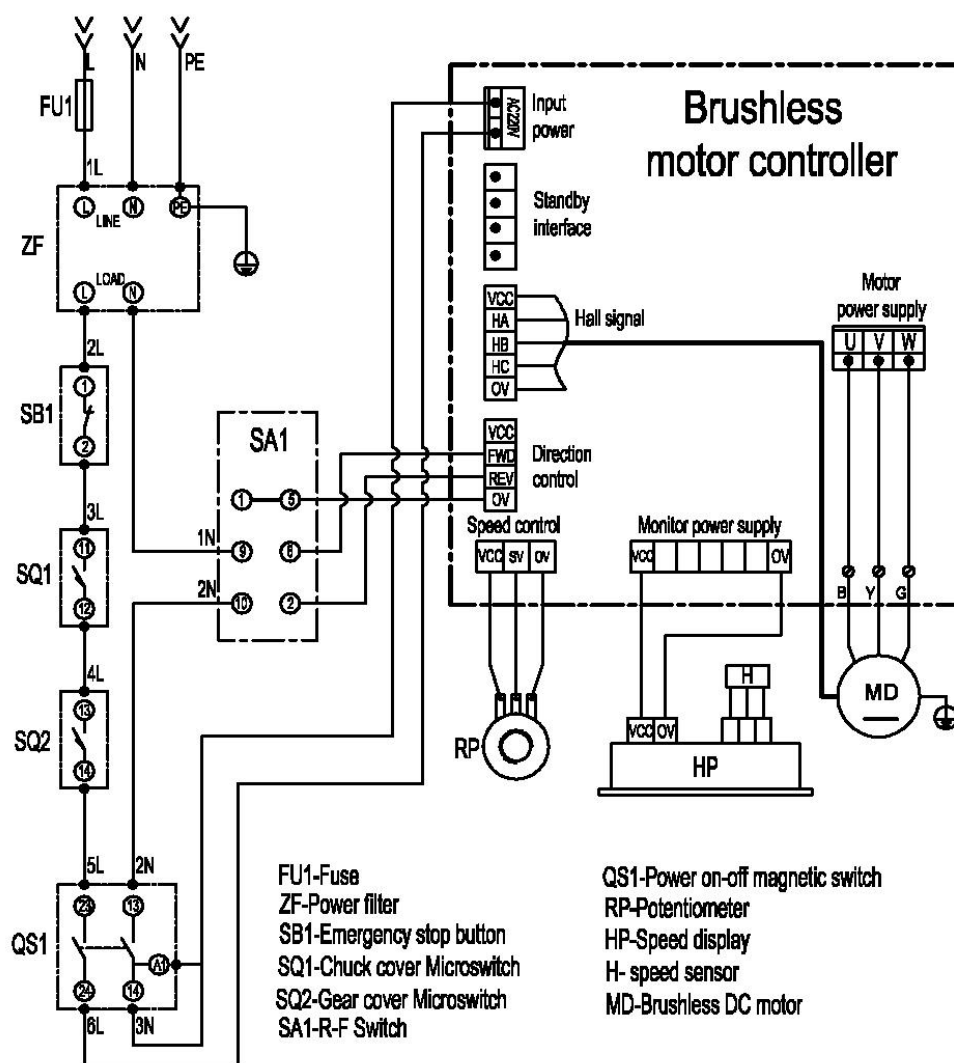 L N PE
FU1
1L
L N PE
LINE
ZF
LOAD
L N
2L
1
SB1
2
3L
11
SQ1
12
4L
13
SQ2
14
5L 2N
23 13
QS1
A1
24 14
6L 3N
SA1
1 5
1N 9 6
2N 10 2
Brushless
motor controller
AC220V
Input
power
Standby
interface
VCC
HA
HB
HC
OV
Hall signal
VCC
FWD
REV
OV
Direction
control
Speed control
VCC SV OV
RP
Monitor power supply
VCC OV
H
VCC OV
HP
Motor
power supply
U V W
B Y G
MD
FU1-Fuse
ZF-Power filter
SB1-Emergency stop button
SQ1-Chuck cover Microswitch
SQ2-Gear cover Microswitch
SA1-R-F Switch
QS1-Power on-off magnetic switch
RP-Potentiometer
HP-Speed display
H- speed sensor
MD-Brushless DC motor